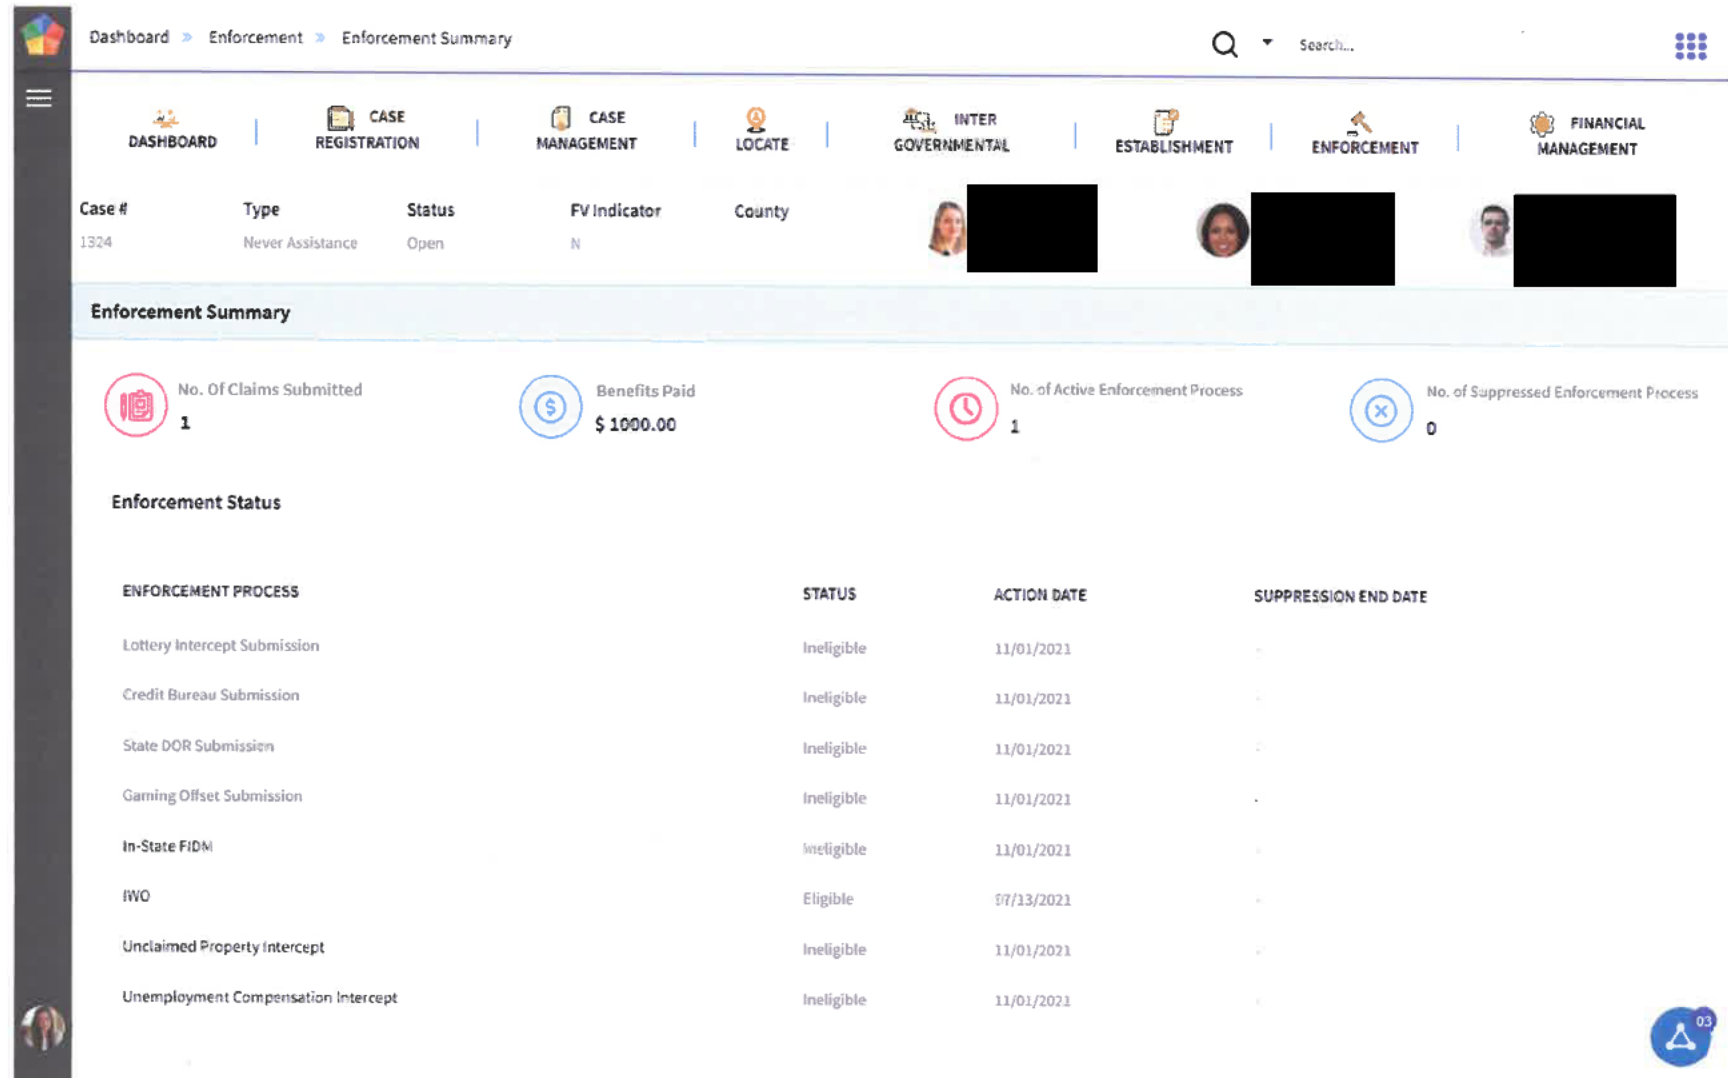 Dashboard » Enforcement » Enforcement Summary
Search...
DASHBOARD
CASE
REGISTRATION
CASE
MANAGEMENT
LOCATE
INTER
GOVERNMENTAL
ESTABLISHMENT
ENFORCEMENT
FINANCIAL
MANAGEMENT
Case # Type Status FV Indicator County
1324 Never Assistance Open N
Enforcement Summary
No. Of Claims Submitted
1
Benefits Paid
$ 1000.00
No. of Active Enforcement Process
1
No. of Suppressed Enforcement Process
0
Enforcement Status
ENFORCEMENT PROCESS STATUS ACTION DATE SUPPRESSION END DATE
Lottery Intercept Submission Ineligible 11/01/2021 -
Credit Bureau Submission Ineligible 11/01/2021 -
State DOR Submission Ineligible 11/01/2021 -
Gaming Offset Submission Ineligible 11/01/2021 -
In-State FIDM Ineligible 11/01/2021 -
IWO Eligible 07/13/2021 -
Unclaimed Property Intercept Ineligible 11/01/2021 -
Unemployment Compensation Intercept Ineligible 11/01/2021 -
03